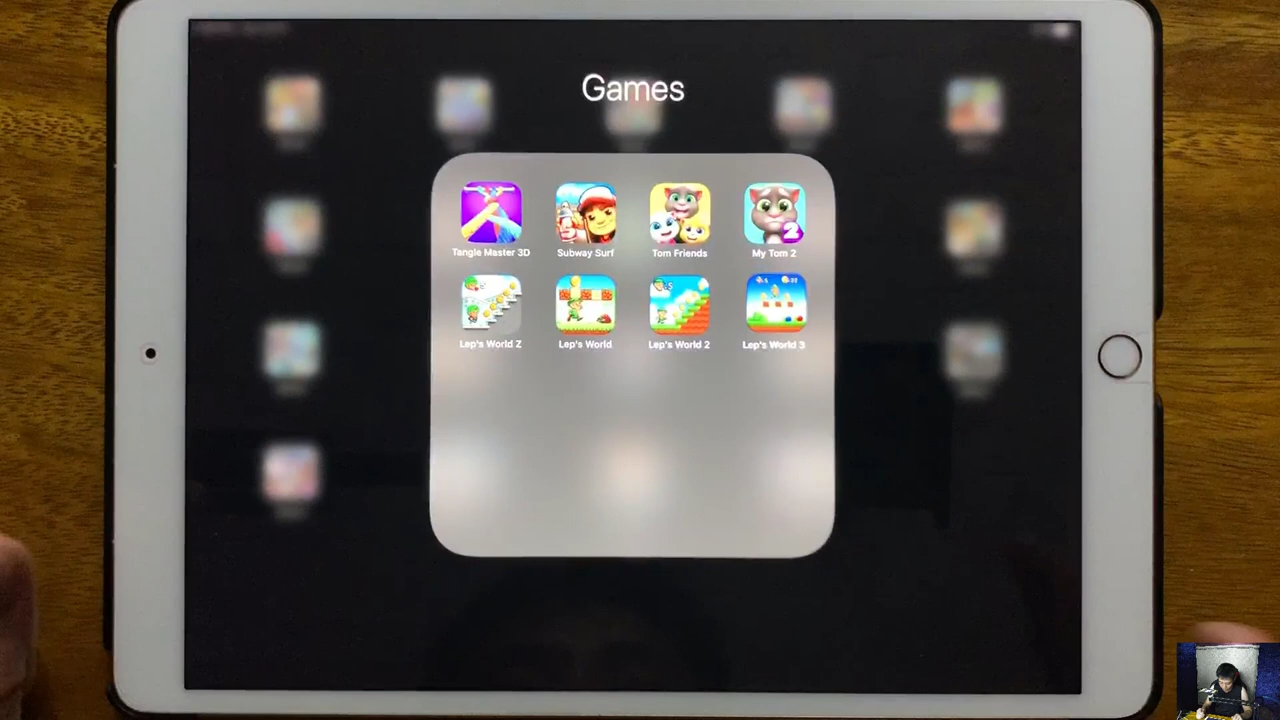 Games
Tangle Master 3D
Subway Surf
Tom Friends
My Tom 2
2
Lep's World Z
Lep's World
Lep's World 2
Lep's World 3